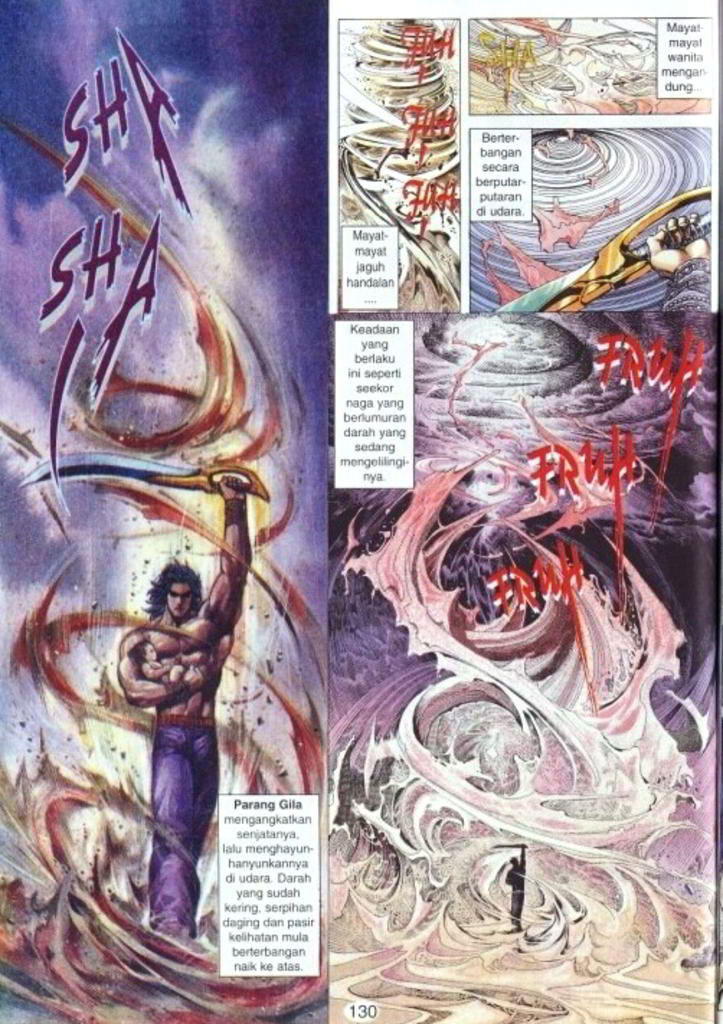 SHA
SHA
Parang Gila
mengangkatkan
senjatanya,
lalu menghayun-
hanyunkannya
di udara. Darah
yang sudah
kering, serpihan
daging dan pasir
kelihatan mula
berterbangan
naik ke atas.
FRUH
FRUH
FRUH
Mayat-
mayat
jaguh
handalan
....
SHA
Mayat-
mayat
wanita
mengan-
dung...
Berter-
bangan
secara
berputar-
putaran
di udara.
Keadaan
yang
berlaku
ini seperti
seekor
naga yang
berlumuran
darah yang
sedang
mengelilingi-
nya.
FRUH
FRUH
FRUH
130